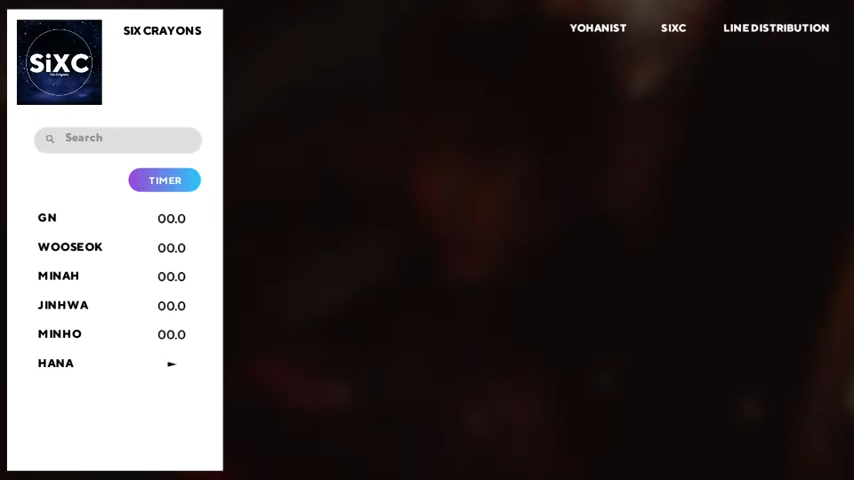 SIX CRAYONS
YOHANIST SIXC LINE DISTRIBUTION
SiXC
Search
TIMER
GN 00.0
WOOSEOK 00.0
MINAH 00.0
JINHWA 00.0
MINHO 00.0
HANA